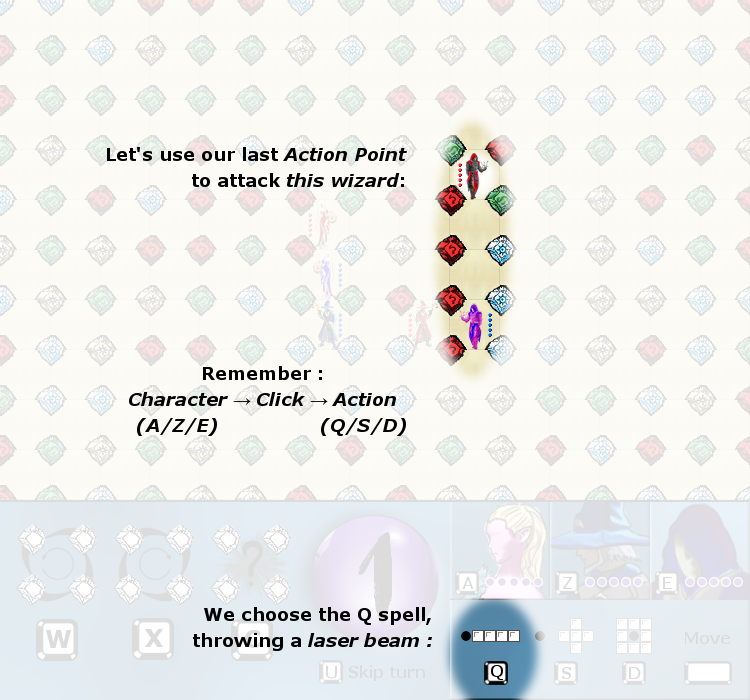 Let's use our last Action Point
to attack this wizard:
Remember :
Character → Click → Action
(A/Z/E) (Q/S/D)
1
A Z E
We choose the Q spell,
throwing a laser beam :
W X C Move
U Skip turn Q S D